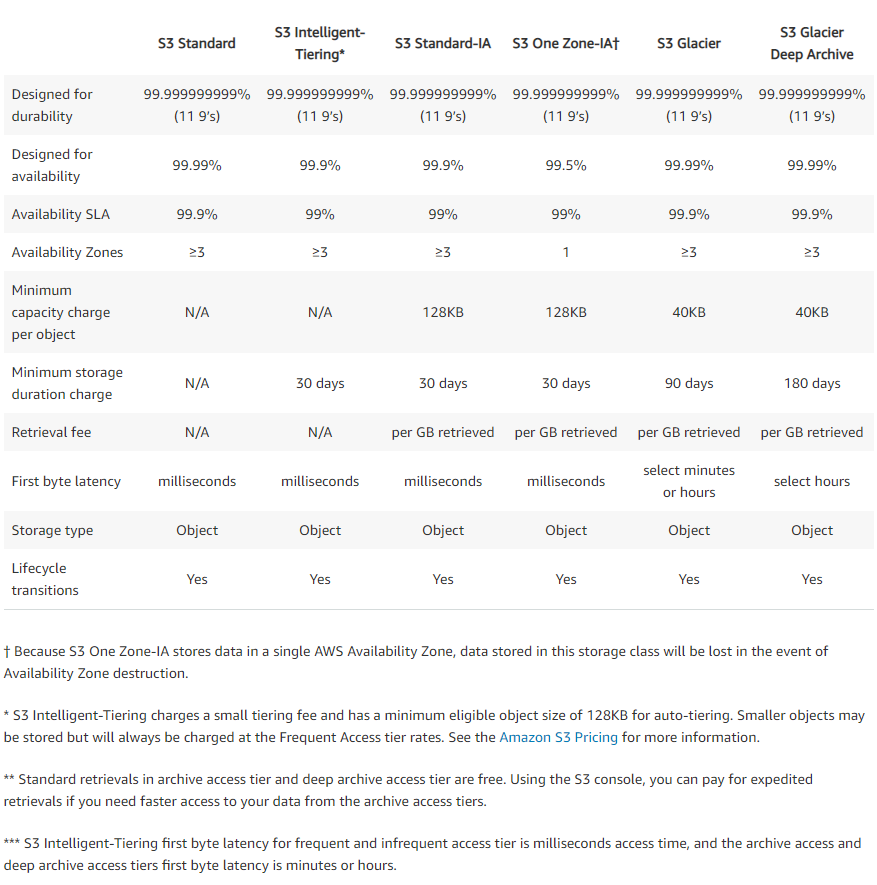 S3 Standard S3 Intelligent-Tiering* S3 Standard-IA S3 One Zone-IA† S3 Glacier S3 Glacier Deep Archive
Designed for durability 99.999999999% (11 9's) 99.999999999% (11 9's) 99.999999999% (11 9's) 99.999999999% (11 9's) 99.999999999% (11 9's) 99.999999999% (11 9's)
Designed for availability 99.99% 99.9% 99.9% 99.5% 99.99% 99.99%
Availability SLA 99.9% 99% 99% 99% 99.9% 99.9%
Availability Zones ≥3 ≥3 ≥3 1 ≥3 ≥3
Minimum capacity charge per object N/A N/A 128KB 128KB 40KB 40KB
Minimum storage duration charge N/A 30 days 30 days 30 days 90 days 180 days
Retrieval fee N/A N/A per GB retrieved per GB retrieved per GB retrieved per GB retrieved
First byte latency milliseconds milliseconds milliseconds milliseconds select minutes or hours select hours
Storage type Object Object Object Object Object Object
Lifecycle transitions Yes Yes Yes Yes Yes Yes
† Because S3 One Zone-IA stores data in a single AWS Availability Zone, data stored in this storage class will be lost in the event of
Availability Zone destruction.
* S3 Intelligent-Tiering charges a small tiering fee and has a minimum eligible object size of 128KB for auto-tiering. Smaller objects may
be stored but will always be charged at the Frequent Access tier rates. See the Amazon S3 Pricing for more information.
** Standard retrievals in archive access tier and deep archive access tier are free. Using the S3 console, you can pay for expedited
retrievals if you need faster access to your data from the archive access tiers.
*** S3 Intelligent-Tiering first byte latency for frequent and infrequent access tier is milliseconds access time, and the archive access and
deep archive access tiers first byte latency is minutes or hours.